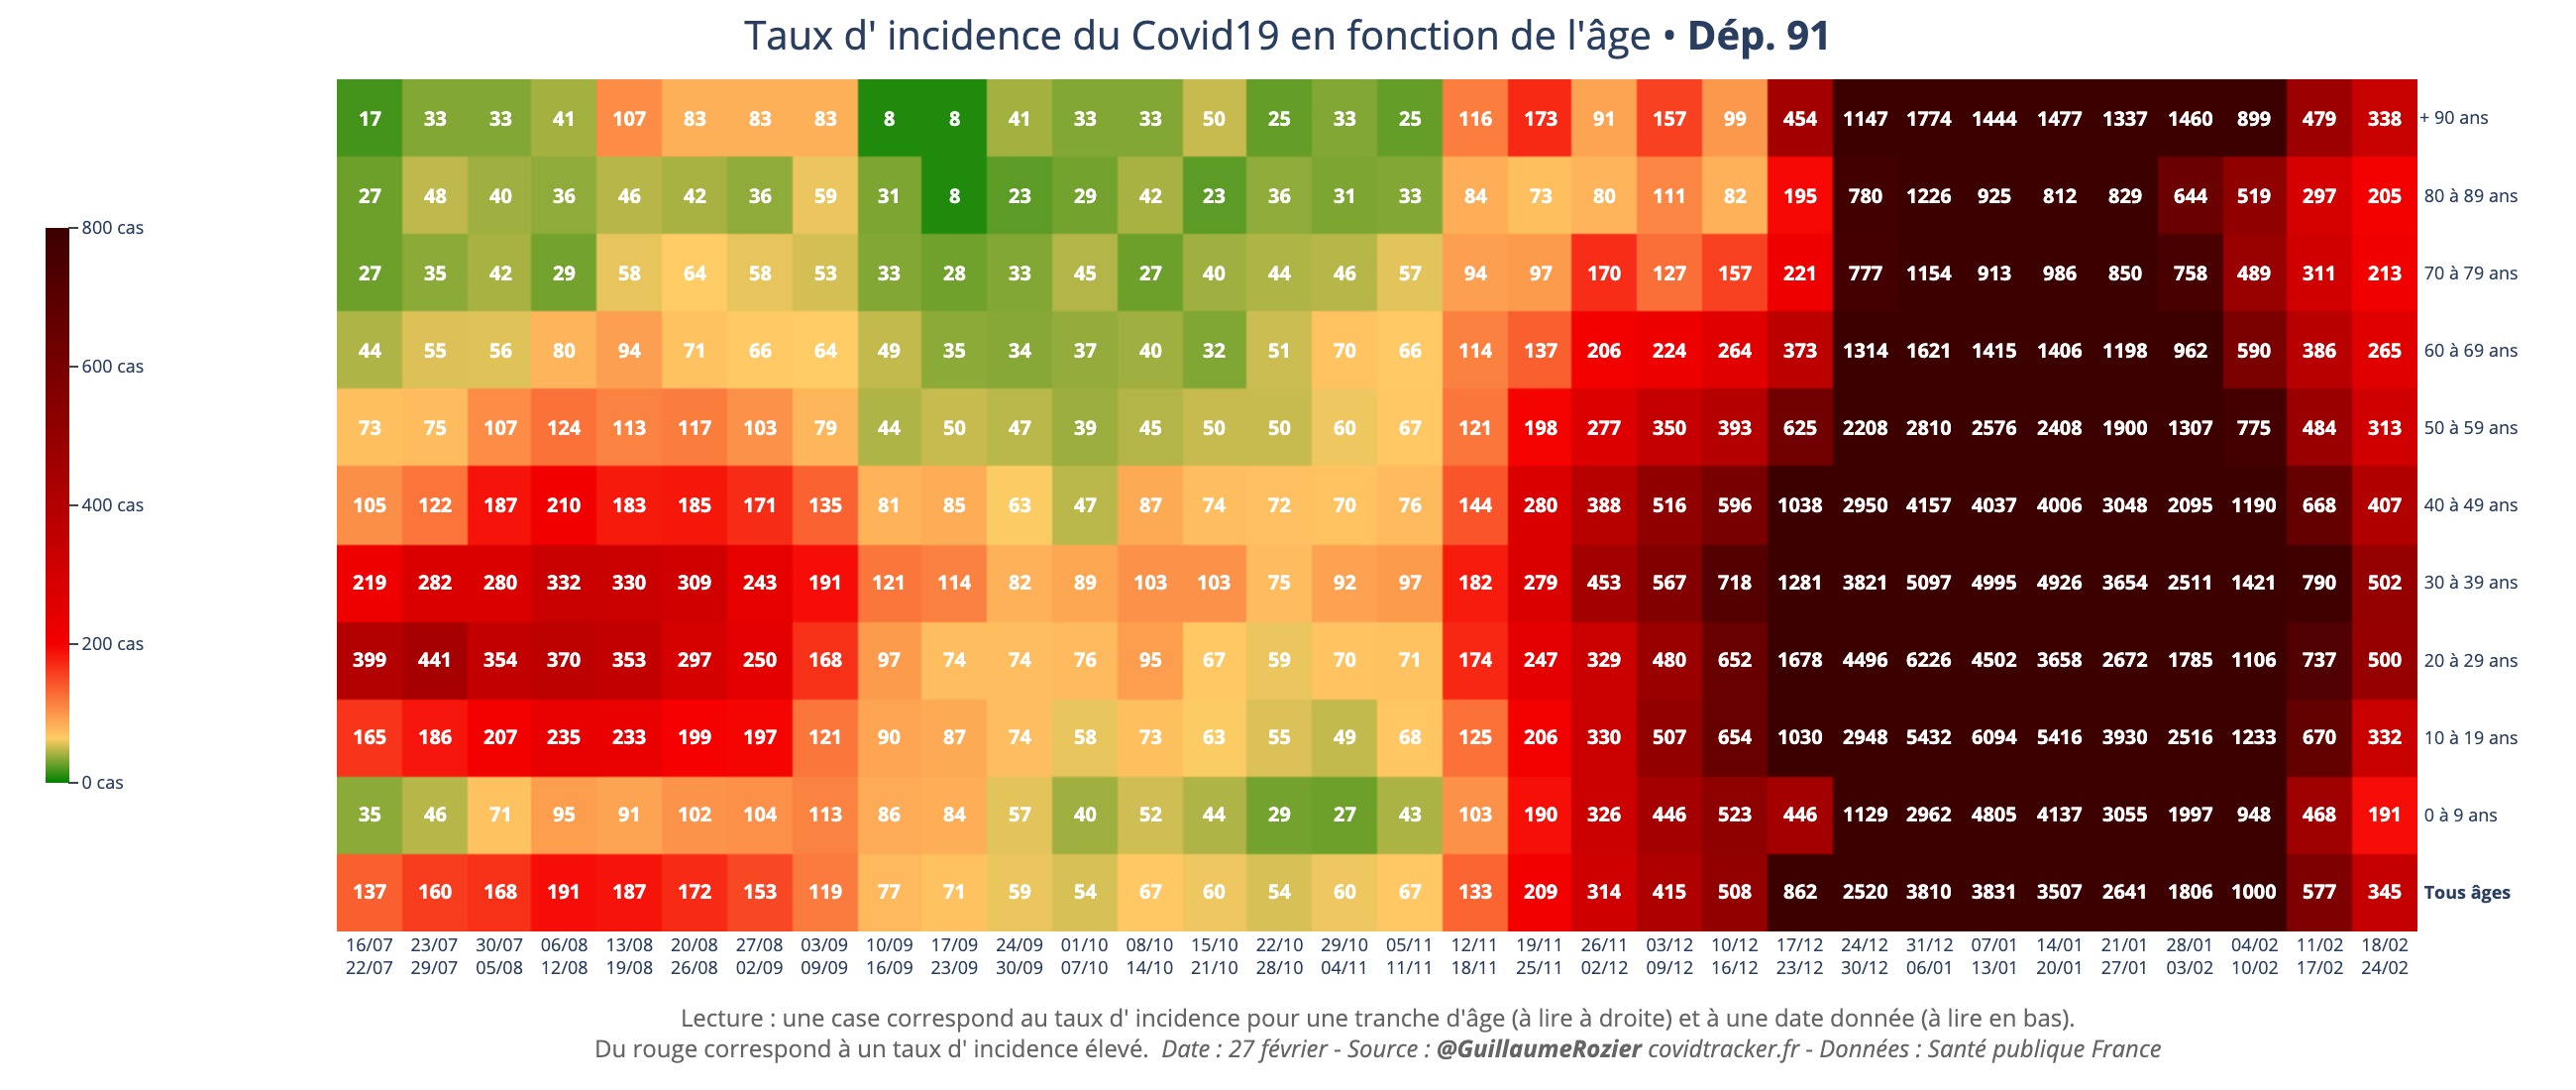 Taux d' incidence du Covid19 en fonction de l'âge • Dép. 91
17 33 33 41 107 83 83 83 8 8 41 33 33 50 25 33 25 116 173 91 157 99 454 1147 1774 1444 1477 1337 1460 899 479 338 + 90 ans
27 48 40 36 46 42 36 59 31 8 23 29 42 23 36 31 33 84 73 80 111 82 195 780 1226 925 812 829 644 519 297 205 80 à 89 ans
800 cas
27 35 42 29 58 64 58 53 33 28 33 45 27 40 44 46 57 94 97 170 127 157 221 777 1154 913 986 850 758 489 311 213 70 à 79 ans
44 55 56 80 94 71 66 64 49 35 34 37 40 32 51 70 66 114 137 206 224 264 373 1314 1621 1415 1406 1198 962 590 386 265 60 à 69 ans
600 cas
73 75 107 124 113 117 103 79 44 50 47 39 45 50 50 60 67 121 198 277 350 393 625 2208 2810 2576 2408 1900 1307 775 484 313 50 à 59 ans
400 cas
105 122 187 210 183 185 171 135 81 85 63 47 87 74 72 70 76 144 280 388 516 596 1038 2950 4157 4037 4006 3048 2095 1190 668 407 40 à 49 ans
219 282 280 332 330 309 243 191 121 114 82 89 103 103 75 92 97 182 279 453 567 718 1281 3821 5097 4995 4926 3654 2511 1421 790 502 30 à 39 ans
200 cas
399 441 354 370 353 297 250 168 97 74 74 76 95 67 59 70 71 174 247 329 480 652 1678 4496 6226 4502 3658 2672 1785 1106 737 500 20 à 29 ans
165 186 207 235 233 199 197 121 90 87 74 58 73 63 55 49 68 125 206 330 507 654 1030 2948 5432 6094 5416 3930 2516 1233 670 332 10 à 19 ans
0 cas
35 46 71 95 91 102 104 113 86 84 57 40 52 44 29 27 43 103 190 326 446 523 446 1129 2962 4805 4137 3055 1997 948 468 191 0 à 9 ans
137 160 168 191 187 172 153 119 77 71 59 54 67 60 54 60 67 133 209 314 415 508 862 2520 3810 3831 3507 2641 1806 1000 577 345 Tous âges
16/07 23/07 30/07 06/08 13/08 20/08 27/08 03/09 10/09 17/09 24/09 01/10 08/10 15/10 22/10 29/10 05/11 12/11 19/11 26/11 03/12 10/12 17/12 24/12 31/12 07/01 14/01 21/01 28/01 04/02 11/02 18/02
22/07 29/07 05/08 12/08 19/08 26/08 02/09 09/09 16/09 23/09 30/09 07/10 14/10 21/10 28/10 04/11 11/11 18/11 25/11 02/12 09/12 16/12 23/12 30/12 06/01 13/01 20/01 27/01 03/02 10/02 17/02 24/02
Lecture : une case correspond au taux d' incidence pour une tranche d'âge (à lire à droite) et à une date donnée (à lire en bas).
Du rouge correspond à un taux d' incidence élevé. Date : 27 février - Source : @GuillaumeRozier covidtracker.fr - Données : Santé publique France